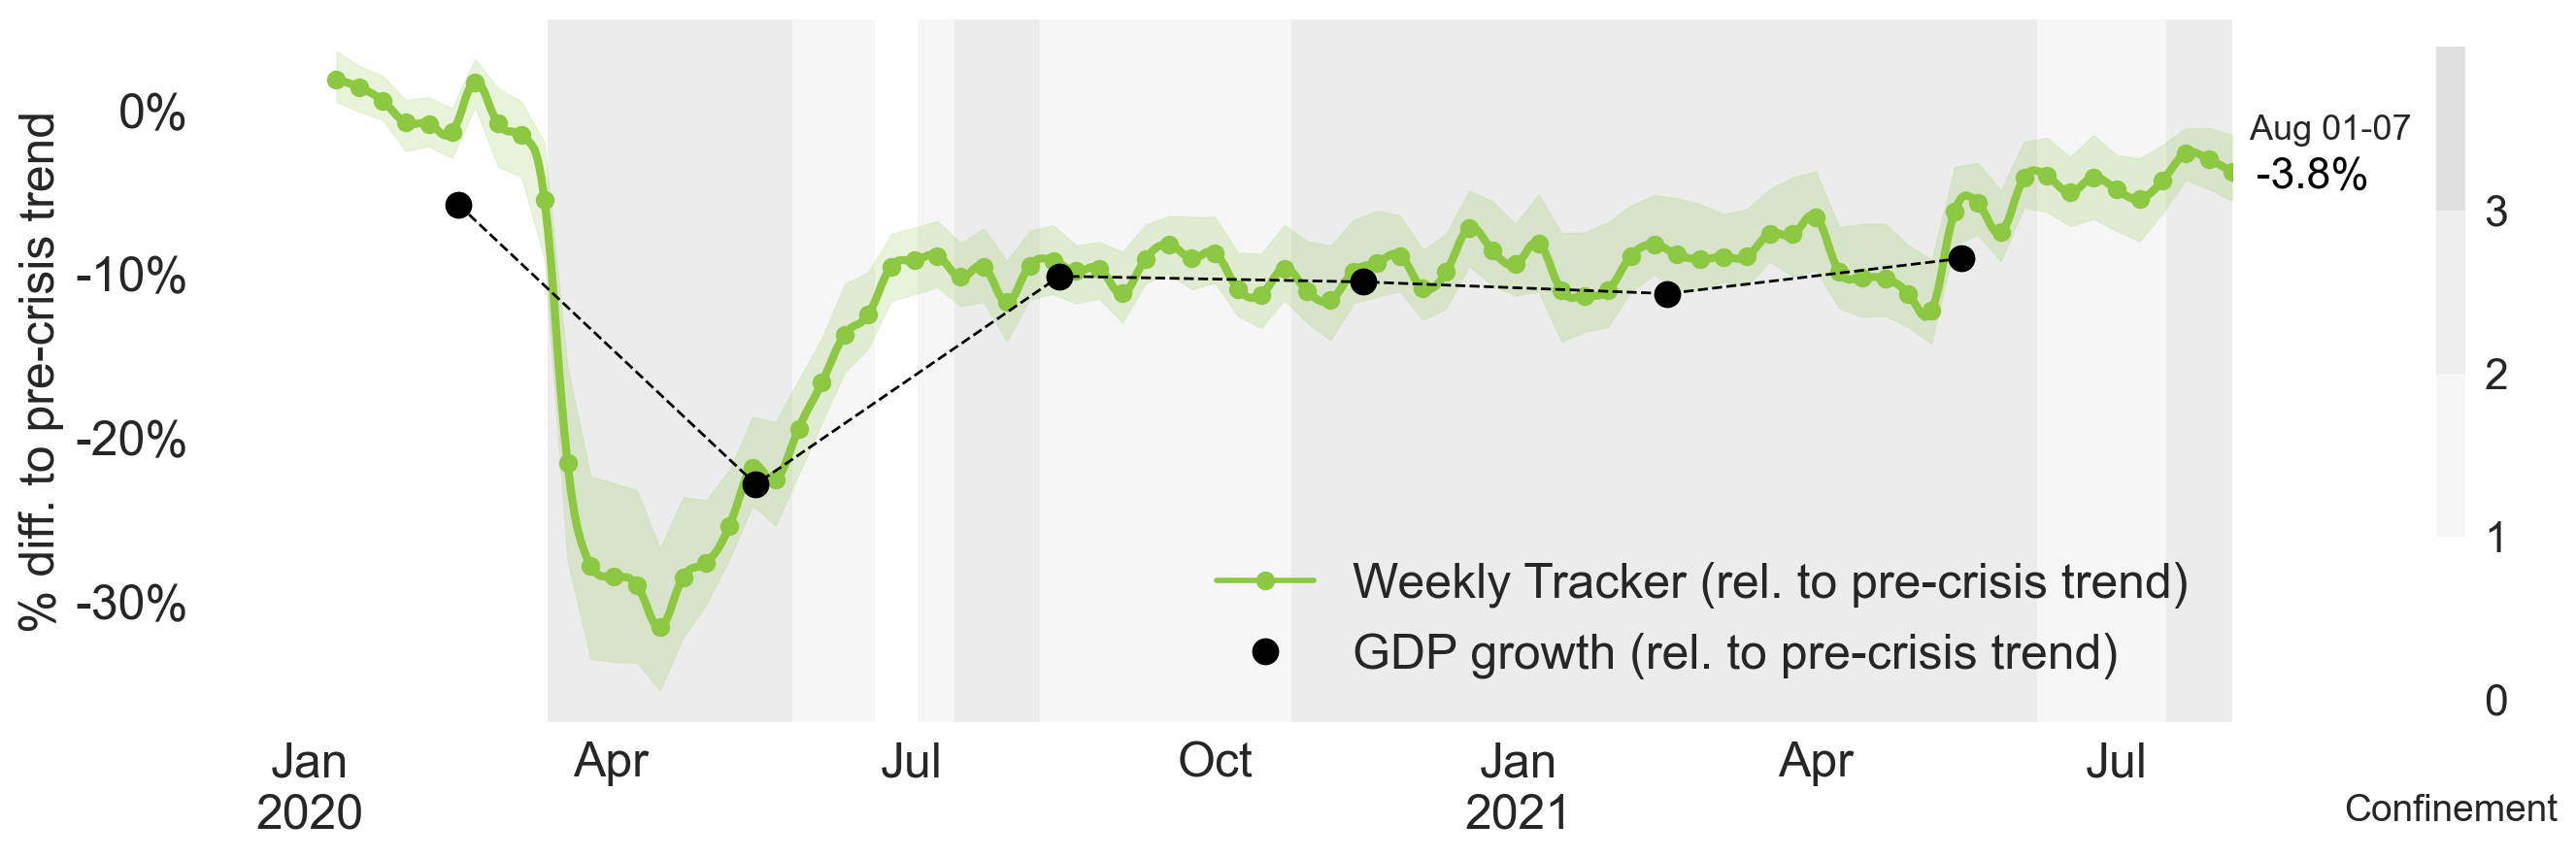 % diff. to pre-crisis trend
0%
-10%
-20%
-30%
Aug 01-07
-3.8%
3
2
1
0
Weekly Tracker (rel. to pre-crisis trend)
GDP growth (rel. to pre-crisis trend)
Jan Apr Jul Oct Jan Apr Jul
2020 2021
Confinement